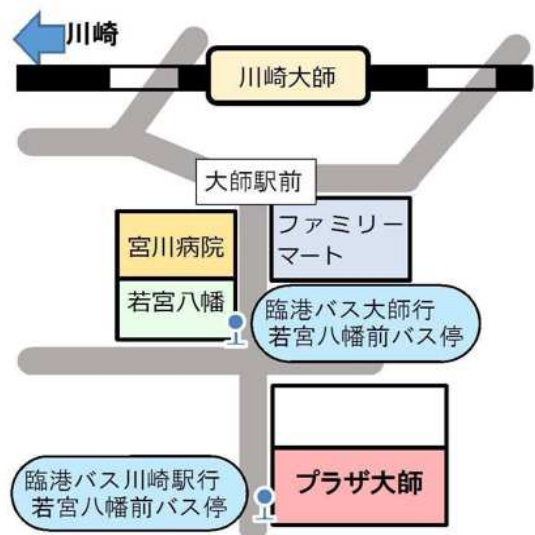 川崎
川崎大師
大師駅前
宮川病院
ファミリー
マート
若宮八幡
臨港バス大師行
若宮八幡前バス停
プラザ大師
臨港バス川崎駅行
若宮八幡前バス停